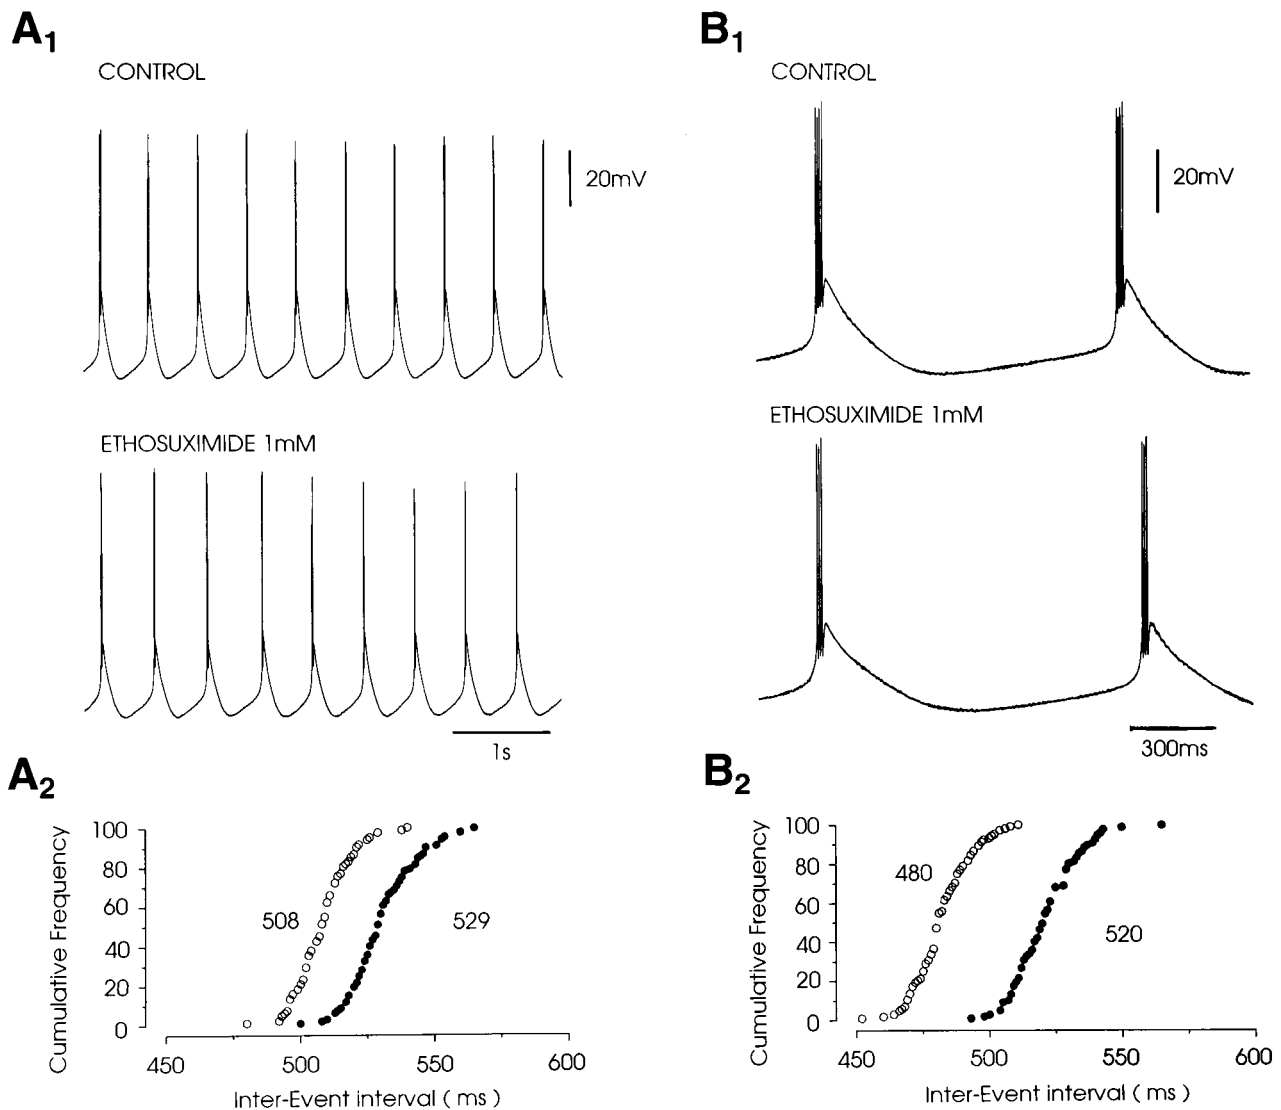 A1
CONTROL
20mV
ETHOSUXIMIDE 1mM
1s
B1
CONTROL
20mV
ETHOSUXIMIDE 1mM
300ms
A2
Cumulative Frequency
100
80
60
40
20
0
508
529
450 500 550 600
Inter-Event interval ( ms )
B2
Cumulative Frequency
100
80
60
40
20
0
480
520
450 500 550 600
Inter-Event interval ( ms )